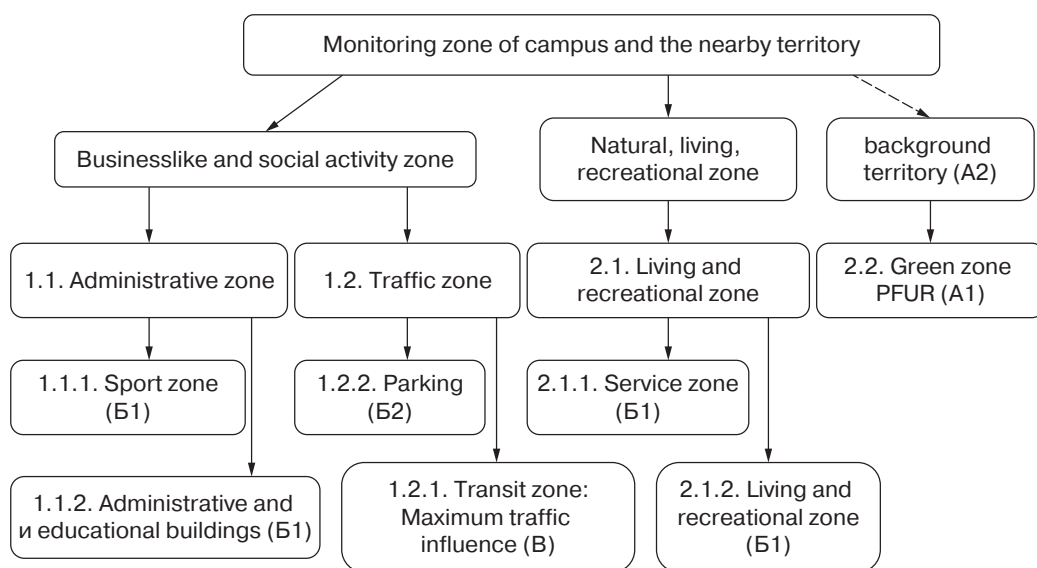 Monitoring zone of campus and the nearby territory
Businesslike and social activity zone
Natural, living,
recreational zone
background
territory (А2)
1.1. Administrative zone
1.2. Traffic zone
2.1. Living and
recreational zone
2.2. Green zone
PFUR (А1)
1.1.1. Sport zone
(Б1)
1.2.2. Parking
(Б2)
2.1.1. Service zone
(Б1)
1.1.2. Administrative and
и educational buildings (Б1)
1.2.1. Transit zone:
Maximum traffic
influence (В)
2.1.2. Living and
recreational zone
(Б1)